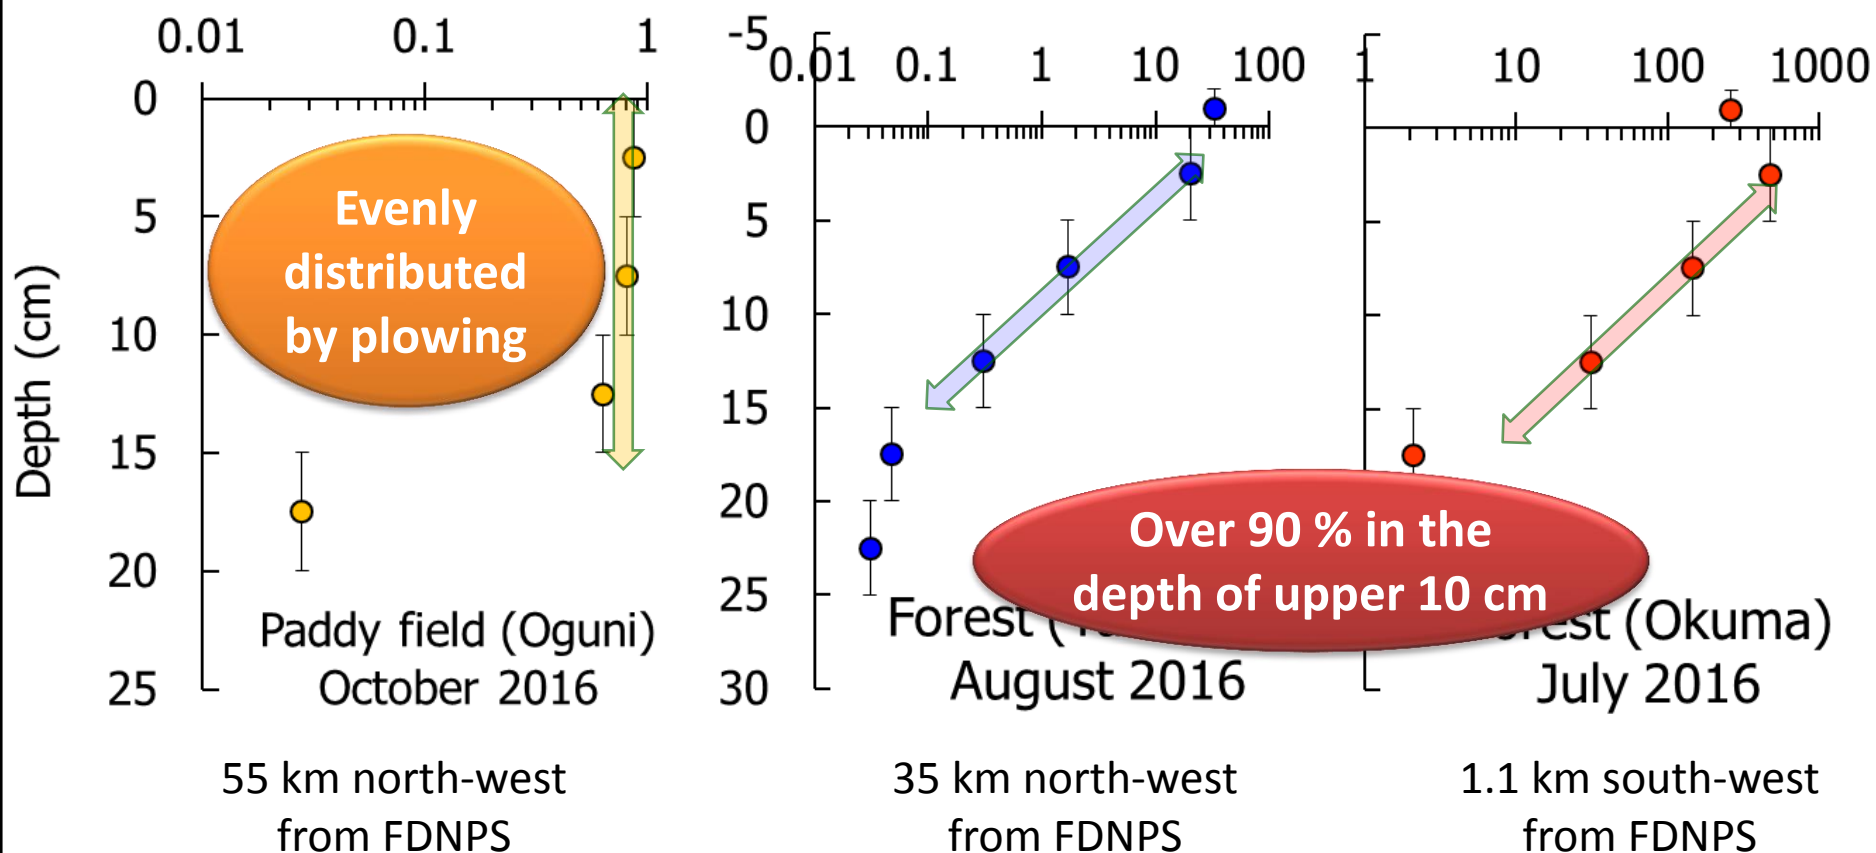 0.01 0.1 1
0
5
10
15
20
25
Depth (cm)
Evenly
distributed
by plowing
Paddy field (Oguni)
October 2016
55 km north-west
from FDNPS
-5
0.01 0.1 1 10 100
0
5
10
15
20
25
30
Forest (
August 2016
35 km north-west
from FDNPS
1 10 100 1000
Over 90 % in the
depth of upper 10 cm
(Okuma)
July 2016
1.1 km south-west
from FDNPS